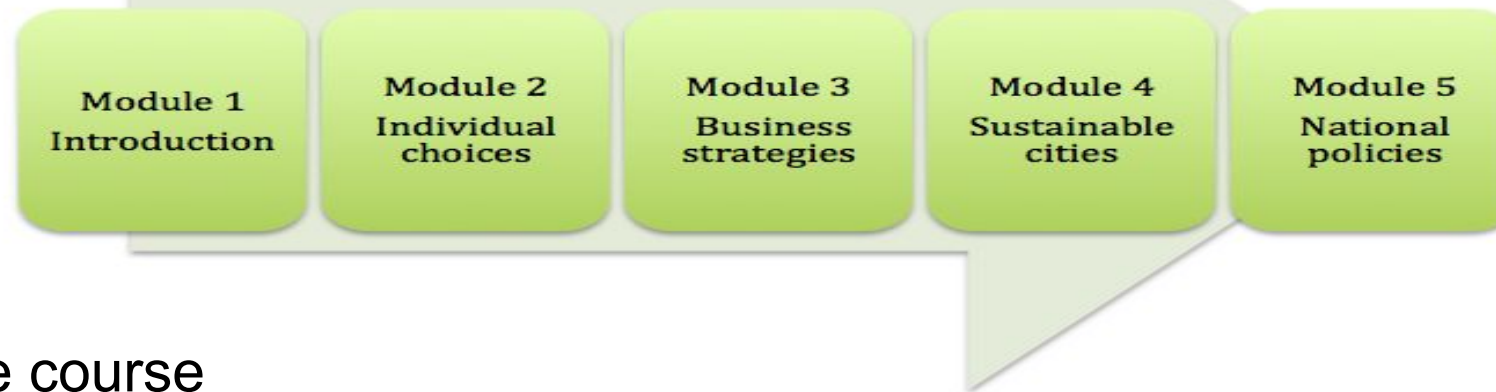 Module 1
Introduction
Module 2
Individual
choices
Module 3
Business
strategies
Module 4
Sustainable
cities
Module 5
National
policies
e course